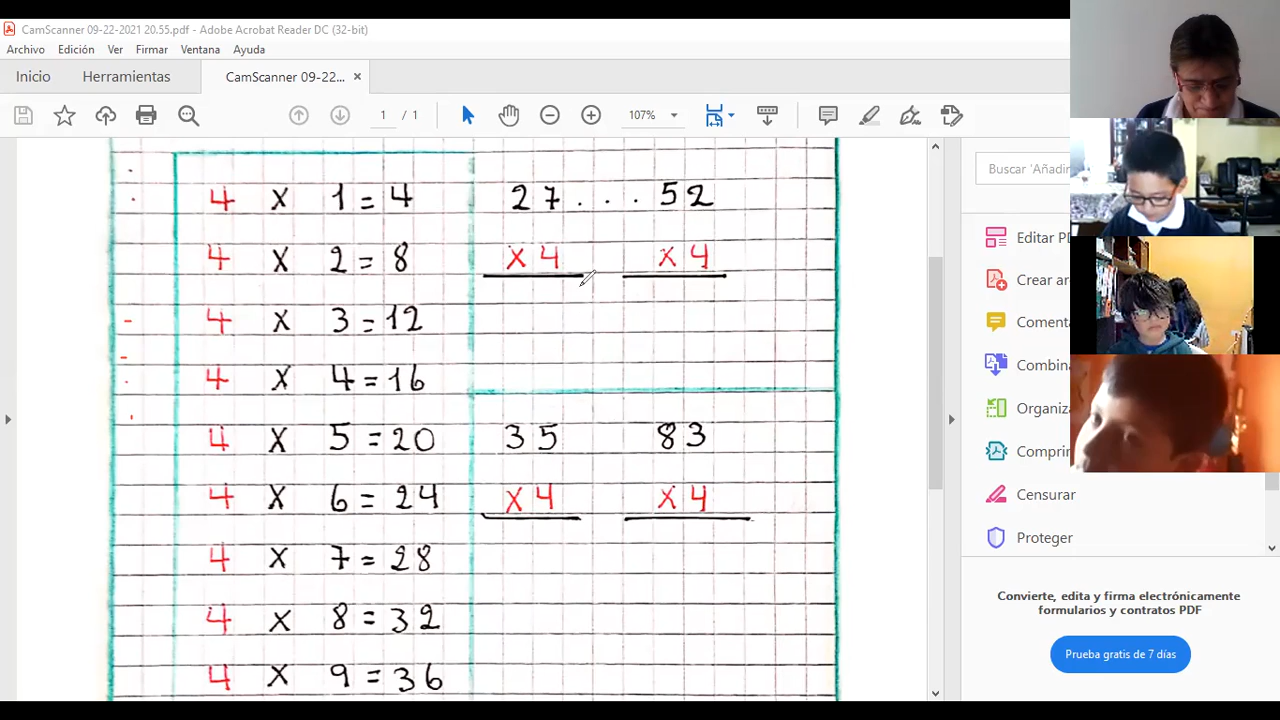 CamScanner 09-22-2021 20.55.pdf - Adobe Acrobat Reader DC (32-bit)
Archivo Edición Ver Firmar Ventana Ayuda
Inicio Herramientas CamScanner 09-22... ×
1 / 1 107%
Buscar 'Añadir
Editar PD
Crear ar
Comenta
Combina
Organiza
Comprim
Censurar
Proteger
Convierte, edita y firma electrónicamente
formularios y contratos PDF
Prueba gratis de 7 días
4 X 1 = 4
4 X 2 = 8
4 X 3 = 12
4 X 4 = 16
4 X 5 = 20
4 X 6 = 24
4 X 7 = 28
4 X 8 = 32
4 X 9 = 36
27 . . . 52
X 4 X 4
35 83
X 4 X 4